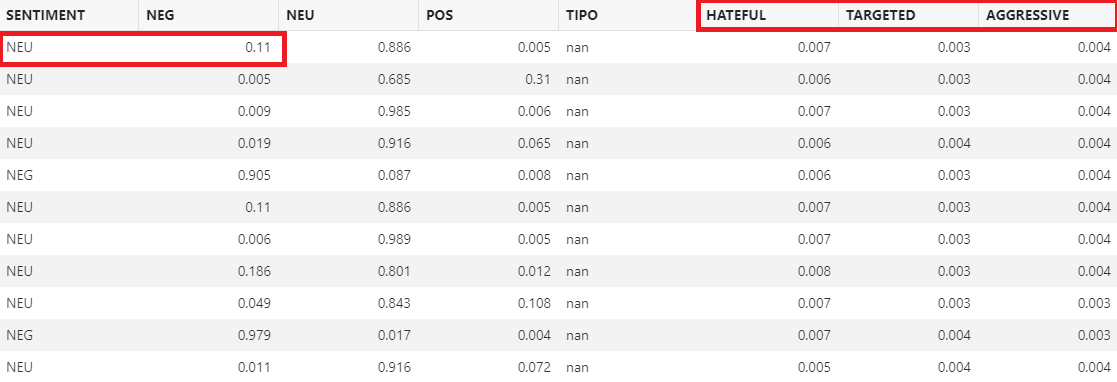 SENTIMENT NEG NEU POS TIPO HATEFUL TARGETED AGGRESSIVE
NEU 0.11 0.886 0.005 nan 0.007 0.003 0.004
NEU 0.005 0.685 0.31 nan 0.006 0.003 0.004
NEU 0.009 0.985 0.006 nan 0.007 0.003 0.004
NEU 0.019 0.916 0.065 nan 0.006 0.004 0.004
NEG 0.905 0.087 0.008 nan 0.006 0.003 0.004
NEU 0.11 0.886 0.005 nan 0.007 0.003 0.004
NEU 0.006 0.989 0.005 nan 0.007 0.003 0.004
NEU 0.186 0.801 0.012 nan 0.008 0.003 0.004
NEU 0.049 0.843 0.108 nan 0.007 0.003 0.003
NEG 0.979 0.017 0.004 nan 0.007 0.004 0.003
NEU 0.011 0.916 0.072 nan 0.005 0.004 0.004